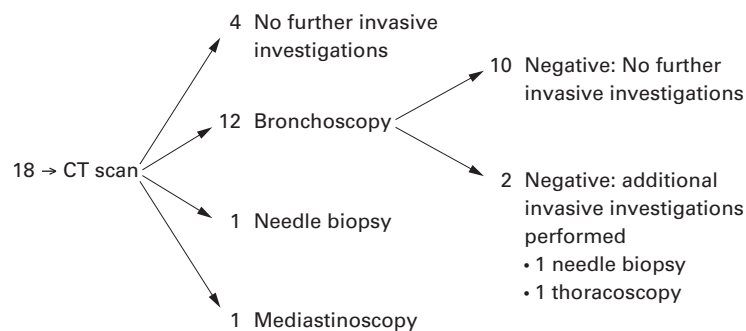 18 → CT scan
4 No further invasive
investigations
12 Bronchoscopy
1 Needle biopsy
1 Mediastinoscopy
10 Negative: No further
invasive investigations
2 Negative: additional
invasive investigations
performed
• 1 needle biopsy
• 1 thoracoscopy